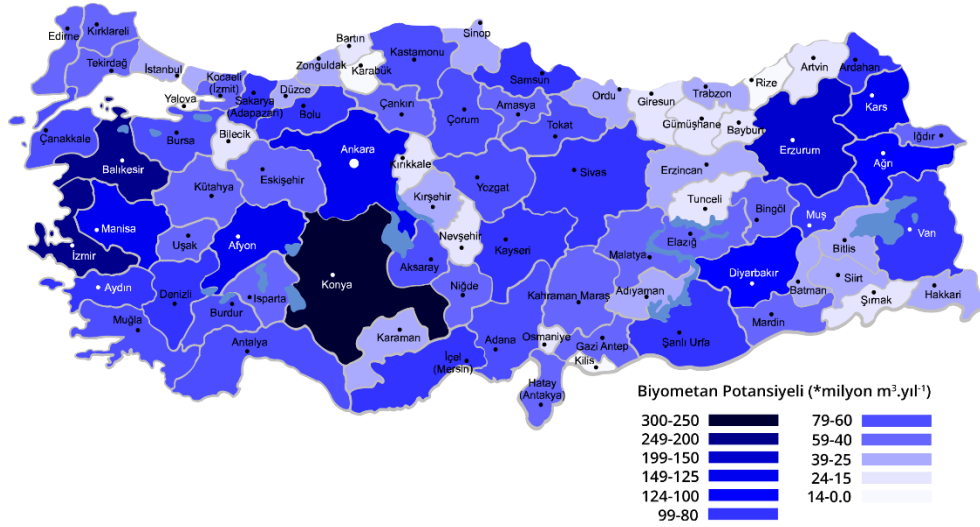 Edirne
Kırklareli
Tekirdağ
İstanbul
Yalova
Kocaeli
(İzmit)
Sakarya
(Adapazarı)
Düzce
Bolu
Zonguldak
Bartın
Karabük
Kastamonu
Sinop
Samsun
Çankırı
Çorum
Amasya
Tokat
Ordu
Giresun
Trabzon
Gümüşhane
Bayburt
Rize
Artvin
Ardahan
Kars
Iğdır
Ağrı
Erzurum
Erzincan
Tunceli
Bingöl
Muş
Bitlis
Van
Hakkari
Şırnak
Siirt
Batman
Mardin
Diyarbakır
Elazığ
Malatya
Adıyaman
Şanlı Urfa
Gazi Antep
Kilis
Kahraman Maraş
Osmaniye
Hatay
(Antakya)
Adana
İçel
(Mersin)
Karaman
Niğde
Kayseri
Sivas
Yozgat
Nevşehir
Kırşehir
Kırıkkale
Aksaray
Konya
Ankara
Eskişehir
Bilecik
Bursa
Çanakkale
Balıkesir
Kütahya
Manisa
İzmir
Uşak
Afyon
Aydın
Denizli
Muğla
Burdur
Isparta
Antalya
Biyometan Potansiyeli (*milyon m³.yıl⁻¹)
300-250
249-200
199-150
149-125
124-100
99-80
79-60
59-40
39-25
24-15
14-0.0